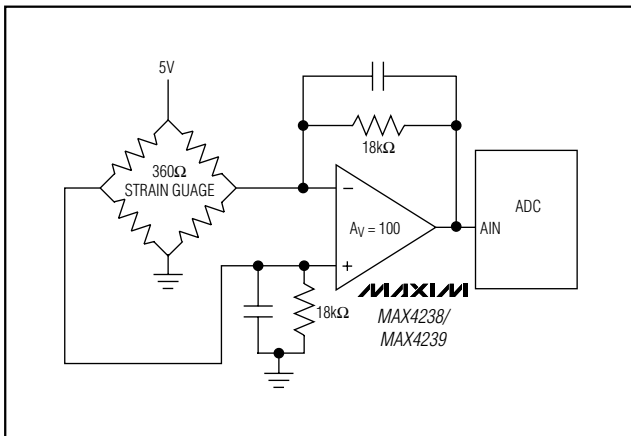 5V
360Ω
STRAIN GUAGE
18kΩ
−
AV = 100
+
AIN
ADC
18kΩ
MAXIM
MAX4238/
MAX4239